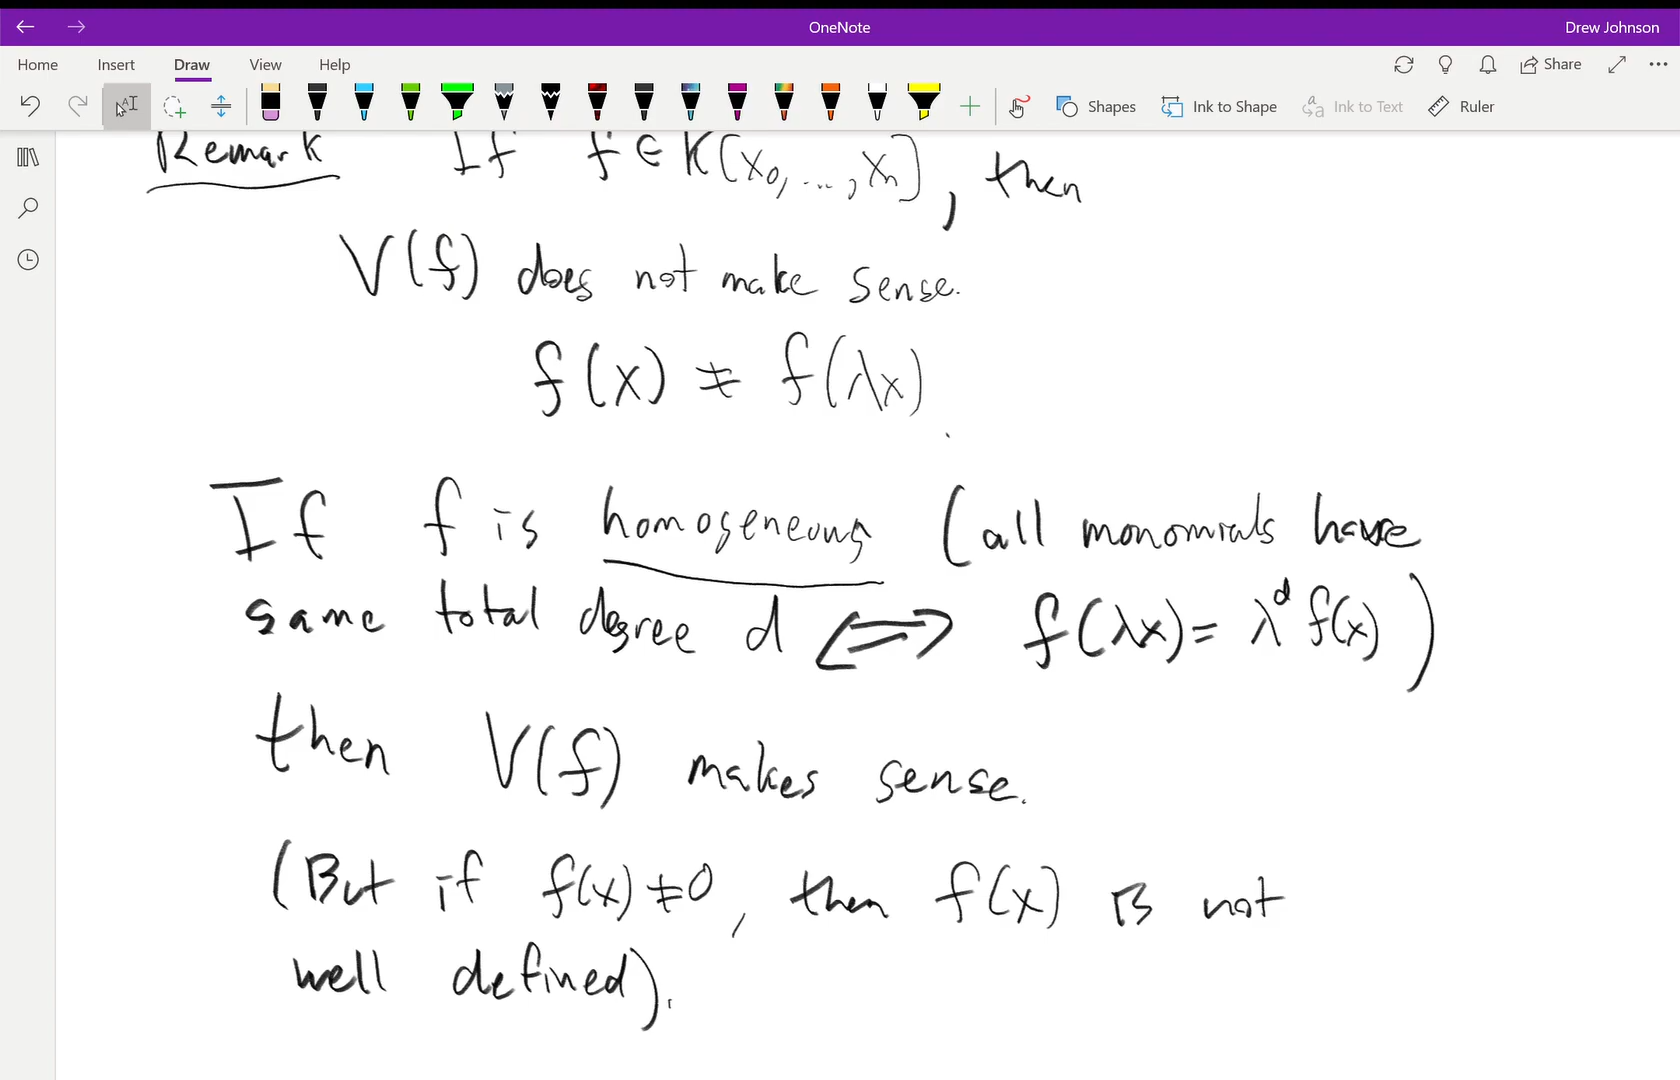 OneNote
Drew Johnson
Home Insert Draw View Help
Share
Shapes Ink to Shape Ink to Text Ruler
Remark If f ∈ K[x₀, ..., xₙ], then
V(f) does not make sense.
f(x) ≠ f(λx)
If f is homogeneous (all monomials have
same total degree d ⟺ f(λx) = λᵈ f(x))
then V(f) makes sense.
(But if f(x) ≠ 0, then f(x) is not
well defined).